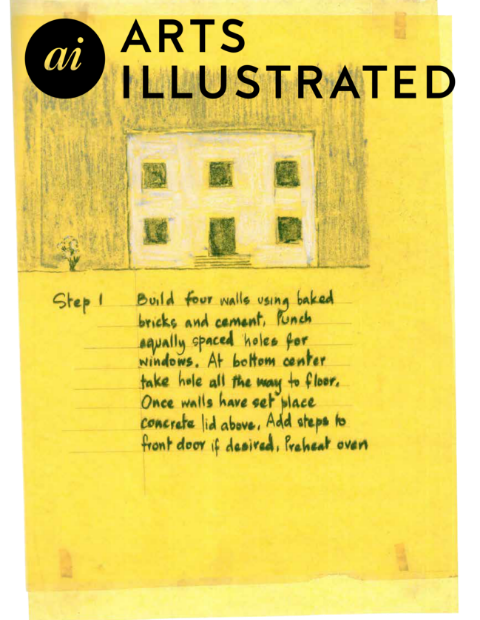 ai
ARTS
ILLUSTRATED
Step 1 Build four walls using baked
bricks and cement. Punch
equally spaced holes for
windows. At bottom center
take hole all the way to floor.
Once walls have set place
concrete lid above. Add steps to
front door if desired. Preheat oven